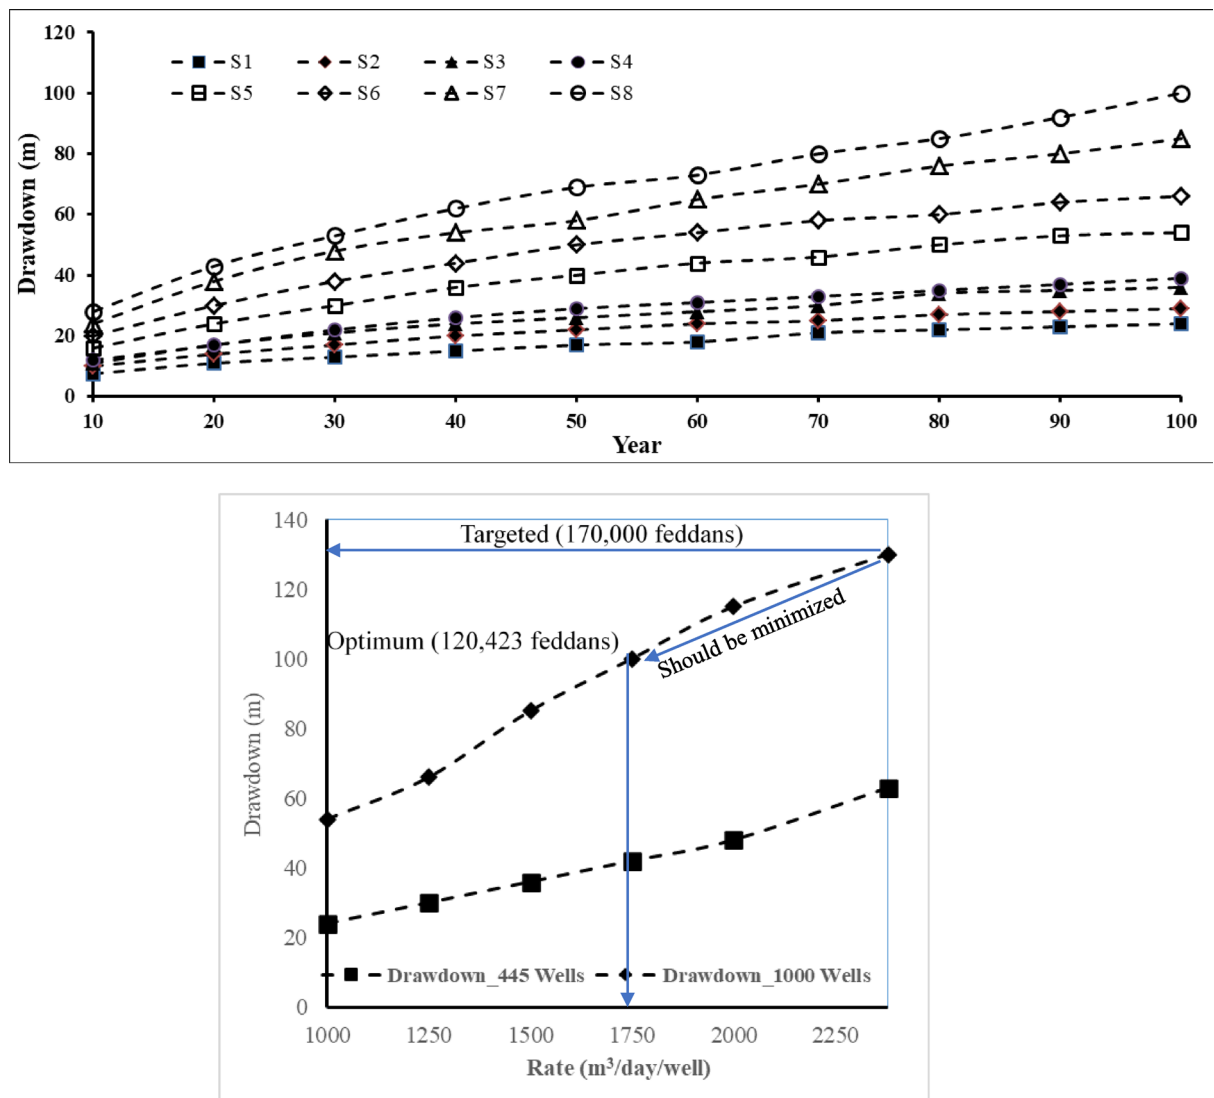 120
100
80
60
40
20
0
Drawdown (m)
S1 S2 S3 S4
S5 S6 S7 S8
10 20 30 40 50 60 70 80 90 100
Year
140
120
100
80
60
40
20
0
Drawdown (m)
Targeted (170,000 feddans)
Optimum (120,423 feddans)
Should be minimized
Drawdown_445 Wells Drawdown_1000 Wells
1000 1250 1500 1750 2000 2250
Rate (m³/day/well)